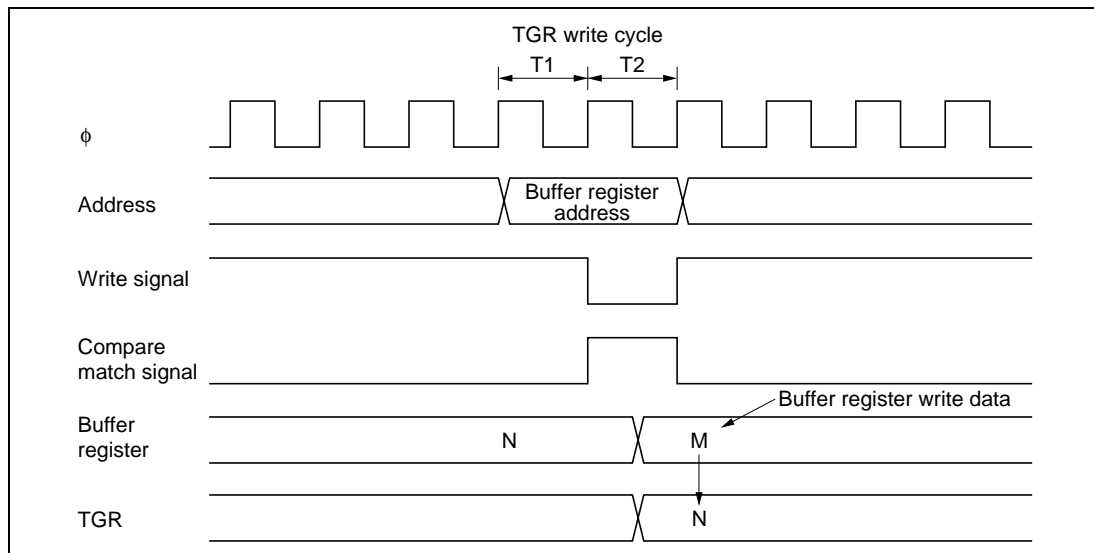 TGR write cycle
T1 T2
ϕ
Address
Buffer register
address
Write signal
Compare
match signal
Buffer register write data
Buffer
register
N M
TGR
N